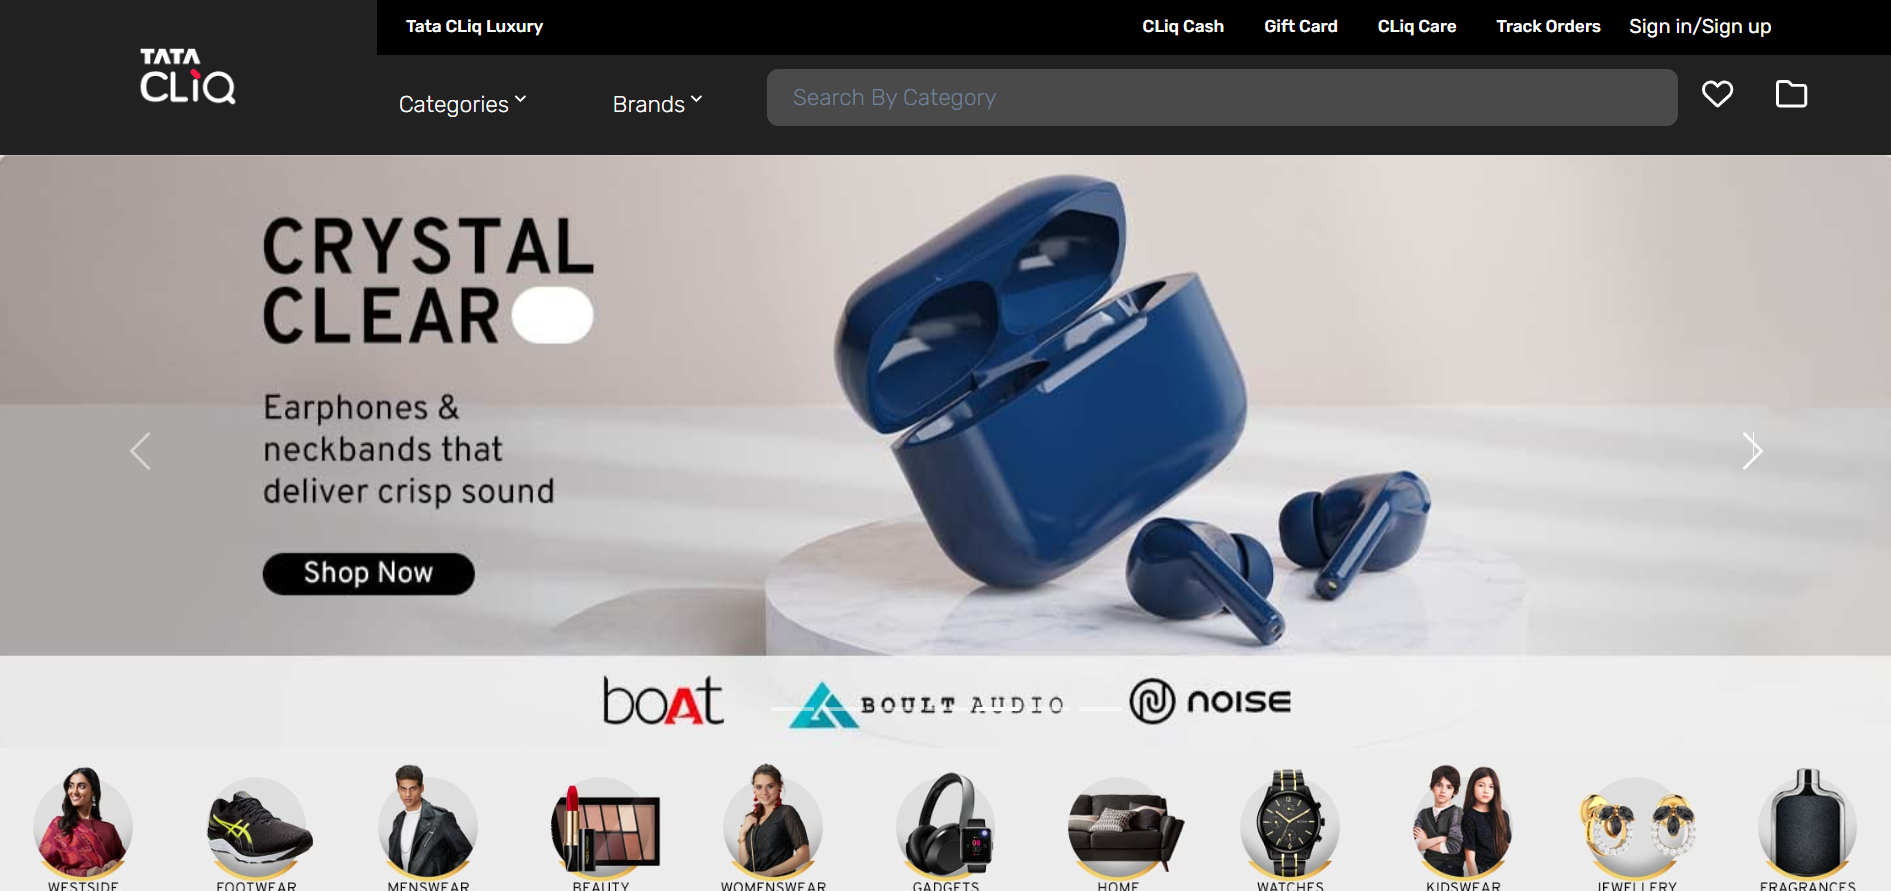 Tata CLiq Luxury
CLiq Cash
Gift Card
CLiq Care
Track Orders
Sign in/Sign up
TATA
CLiQ
Categories
Brands
Search By Category
CRYSTAL
CLEAR
Earphones &
neckbands that
deliver crisp sound
Shop Now
boAt
BOULT AUDIO
noise
WESTSIDE
FOOTWEAR
MENSWEAR
BEAUTY
WOMENSWEAR
GADGETS
HOME
WATCHES
KIDSWEAR
JEWELLERY
FRAGRANCES